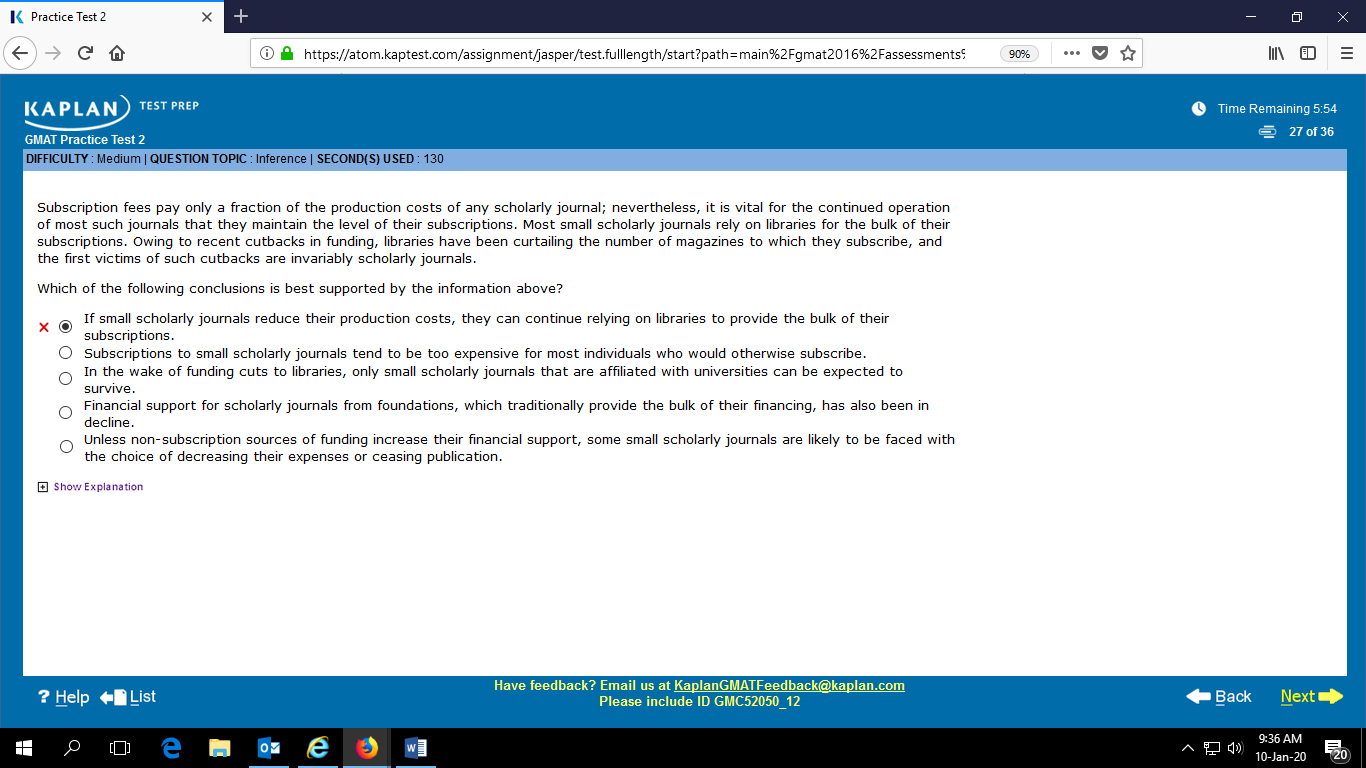 Practice Test 2
https://atom.kaptest.com/assignment/jasper/test.fulllength/start?path=main%2Fgmat2016%2Fassessments%
90%
KAPLAN TEST PREP
GMAT Practice Test 2
Time Remaining 5:54
27 of 36
DIFFICULTY : Medium | QUESTION TOPIC : Inference | SECOND(S) USED : 130
Subscription fees pay only a fraction of the production costs of any scholarly journal; nevertheless, it is vital for the continued operation
of most such journals that they maintain the level of their subscriptions. Most small scholarly journals rely on libraries for the bulk of their
subscriptions. Owing to recent cutbacks in funding, libraries have been curtailing the number of magazines to which they subscribe, and
the first victims of such cutbacks are invariably scholarly journals.
Which of the following conclusions is best supported by the information above?
If small scholarly journals reduce their production costs, they can continue relying on libraries to provide the bulk of their
subscriptions.
Subscriptions to small scholarly journals tend to be too expensive for most individuals who would otherwise subscribe.
In the wake of funding cuts to libraries, only small scholarly journals that are affiliated with universities can be expected to
survive.
Financial support for scholarly journals from foundations, which traditionally provide the bulk of their financing, has also been in
decline.
Unless non-subscription sources of funding increase their financial support, some small scholarly journals are likely to be faced with
the choice of decreasing their expenses or ceasing publication.
Show Explanation
? Help
List
Have feedback? Email us at KaplanGMATFeedback@kaplan.com
Please include ID GMC52050_12
Back
Next
9:36 AM
10-Jan-20
20